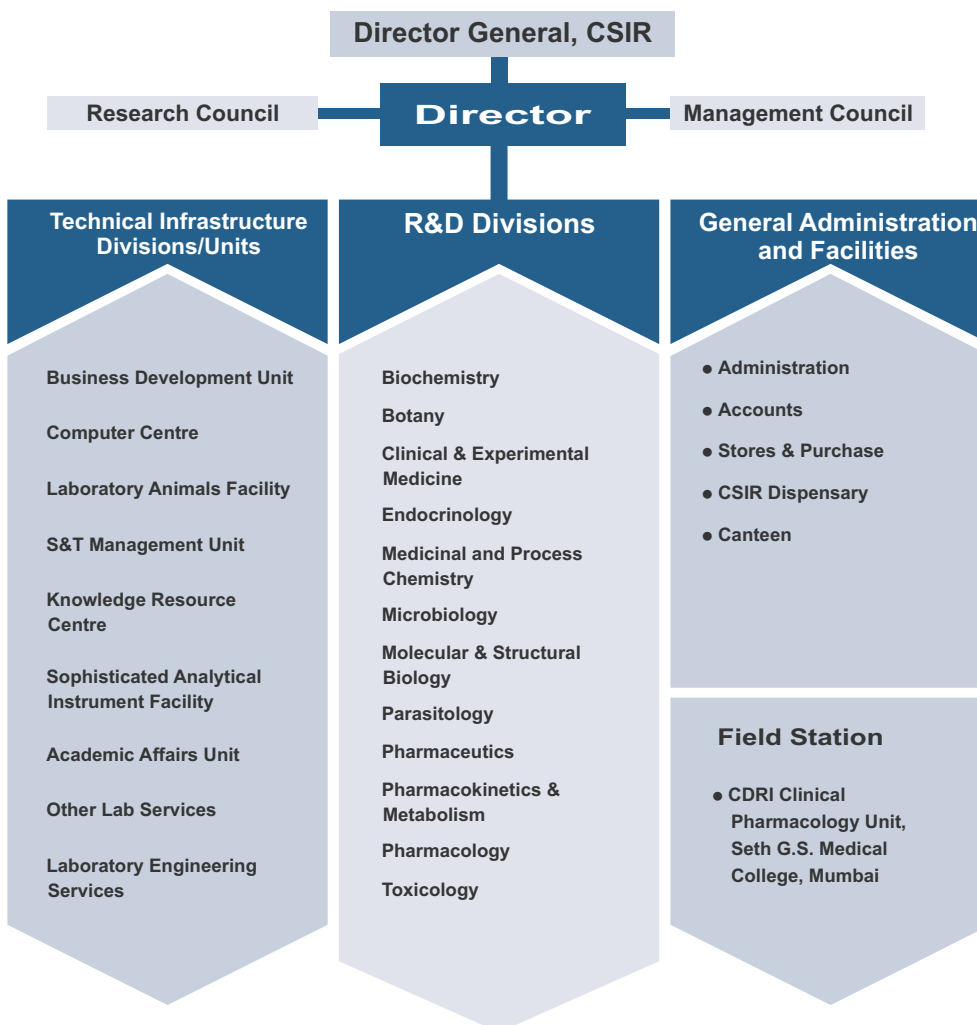 Director General, CSIR
Research Council
Director
Management Council
Technical Infrastructure
Divisions/Units
Business Development Unit
Computer Centre
Laboratory Animals Facility
S&T Management Unit
Knowledge Resource
Centre
Sophisticated Analytical
Instrument Facility
Academic Affairs Unit
Other Lab Services
Laboratory Engineering
Services
R&D Divisions
Biochemistry
Botany
Clinical & Experimental
Medicine
Endocrinology
Medicinal and Process
Chemistry
Microbiology
Molecular & Structural
Biology
Parasitology
Pharmaceutics
Pharmacokinetics &
Metabolism
Pharmacology
Toxicology
General Administration
and Facilities
● Administration
● Accounts
● Stores & Purchase
● CSIR Dispensary
● Canteen
Field Station
● CDRI Clinical
Pharmacology Unit,
Seth G.S. Medical
College, Mumbai